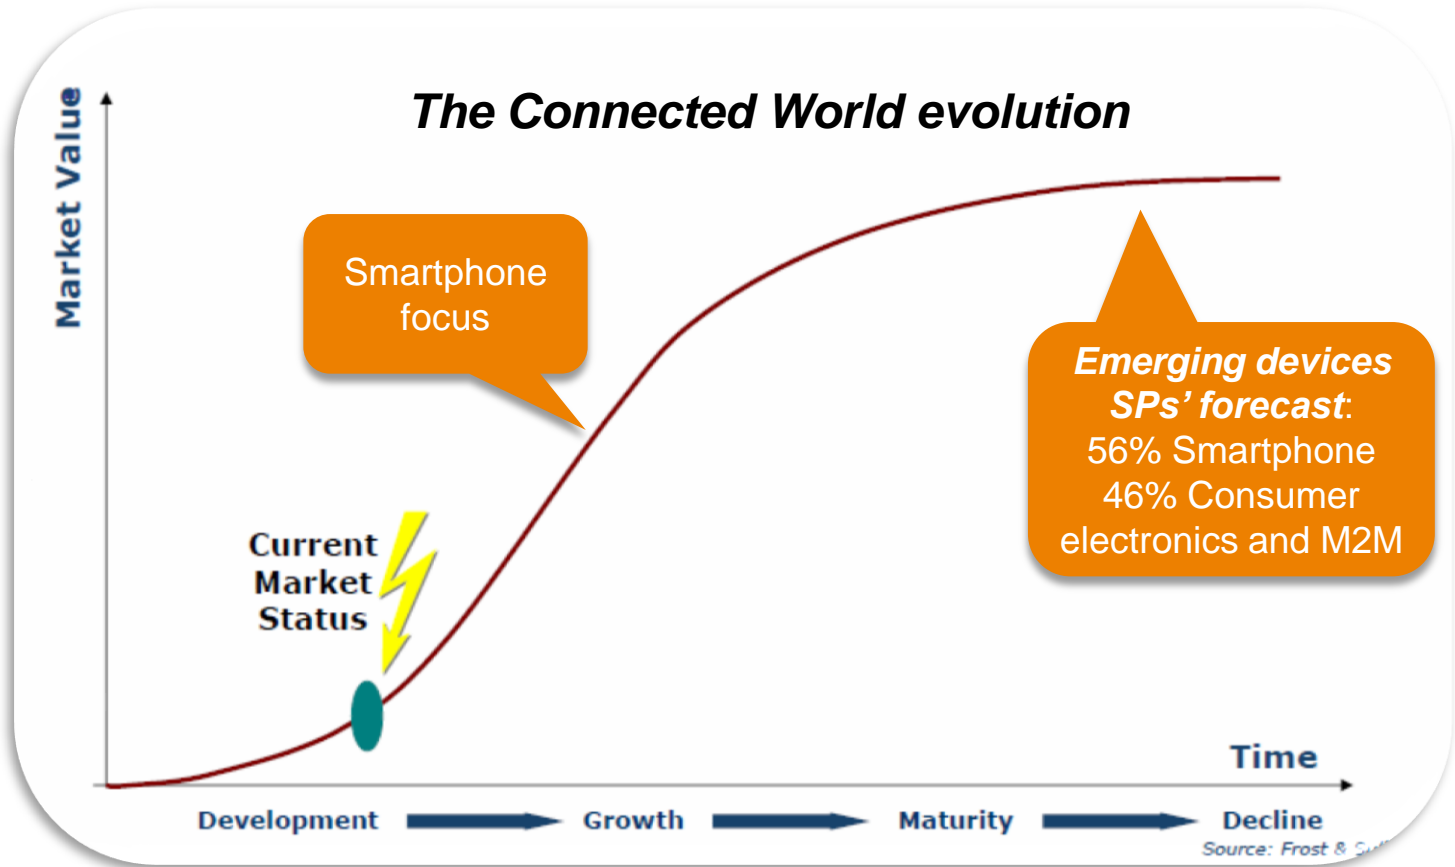 The Connected World evolution
Market Value
Smartphone
focus
Emerging devices
SPs’ forecast:
56% Smartphone
46% Consumer
electronics and M2M
Current
Market
Status
Time
Development
Growth
Maturity
Decline
Source: Frost &